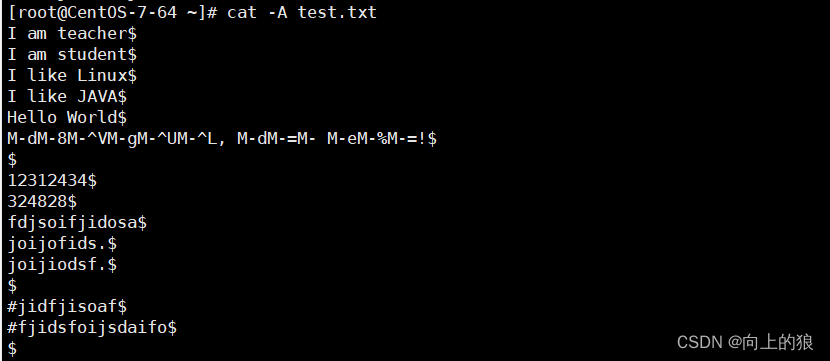 [root@CentOS-7-64 ~]# cat -A test.txt
I am teacher$
I am student$
I like Linux$
I like JAVA$
Hello World$
M-dM-8M-^VM-gM-^UM-^L, M-dM-=M- M-eM-%M-=!$
$
12312434$
324828$
fdjsoifjidosa$
joijofids.$
joijiodsf.$
$
#jidfjisoaf$
#fjidsfoijsdaifo$
$
CSDN @向上的狼